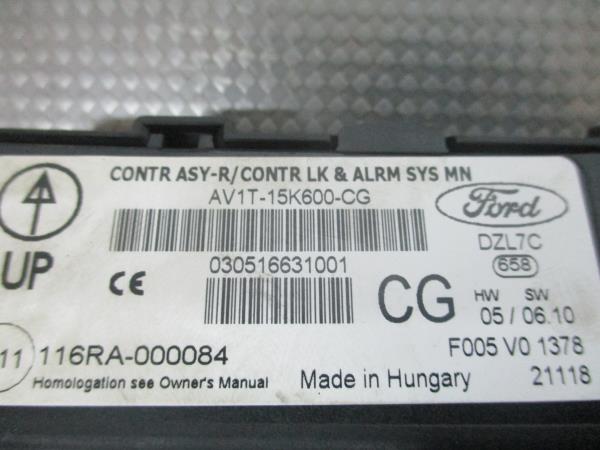 CONTR ASY-R/CONTR LK & ALRM SYS MN
AV1T-15K600-CG
Ford
DZL7C
658
UP
CE
030516631001
CG
HW SW
05 / 06.10
11
116RA-000084
F005 V0 1378
Homologation see Owner's Manual
Made in Hungary
21118